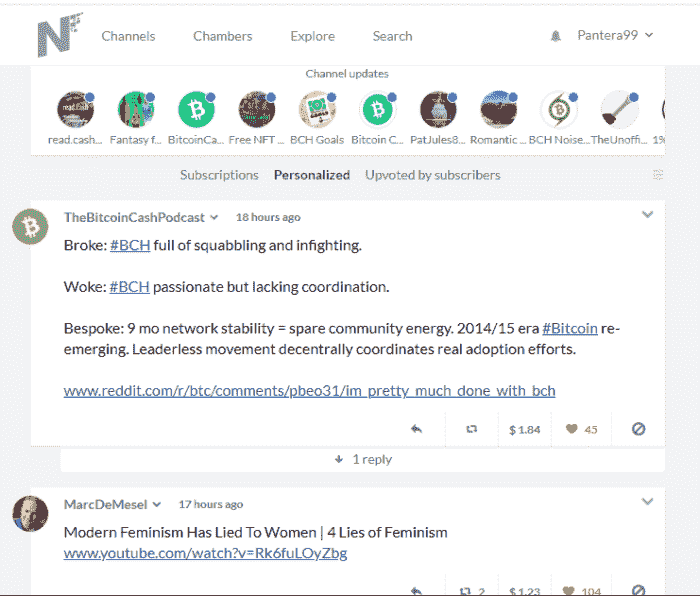 Channels Chambers Explore Search Pantera99
Channel updates
read.cash... Fantasy f... BitcoinCa... Free NFT ... BCH Goals Bitcoin C... PatJules8... Romantic ... BCH Noise... TheUnoffi... 1%
Subscriptions Personalized Upvoted by subscribers
TheBitcoinCashPodcast 18 hours ago
Broke: #BCH full of squabbling and infighting.
Woke: #BCH passionate but lacking coordination.
Bespoke: 9 mo network stability = spare community energy. 2014/15 era #Bitcoin re-
emerging. Leaderless movement decentrally coordinates real adoption efforts.
www.reddit.com/r/btc/comments/pbeo31/im_pretty_much_done_with_bch
$1.84 45
1 reply
MarcDeMesel 17 hours ago
Modern Feminism Has Lied To Women | 4 Lies of Feminism
www.youtube.com/watch?v=Rk6fuLOyZbg
2 $1.23 104